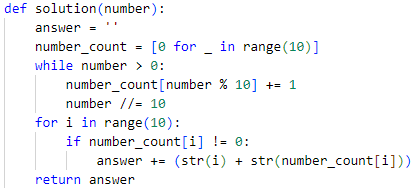 def solution(number):
    answer = ''
    number_count = [0 for _ in range(10)]
    while number > 0:
        number_count[number % 10] += 1
        number //= 10
    for i in range(10):
        if number_count[i] != 0:
            answer += (str(i) + str(number_count[i]))
    return answer